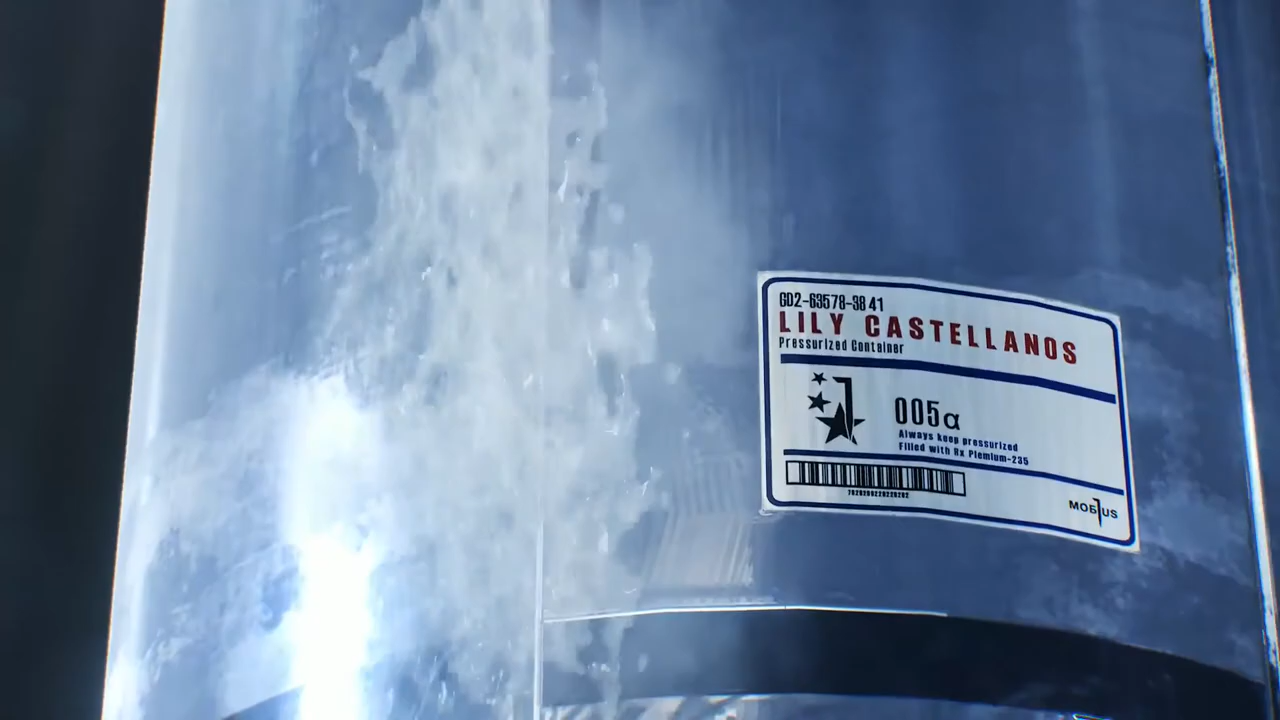 GD2-63578-38 41
LILY CASTELLANOS
Pressurized Container
005α
Always keep pressurized
Filled with Rx Plemium-235
MOBIUS